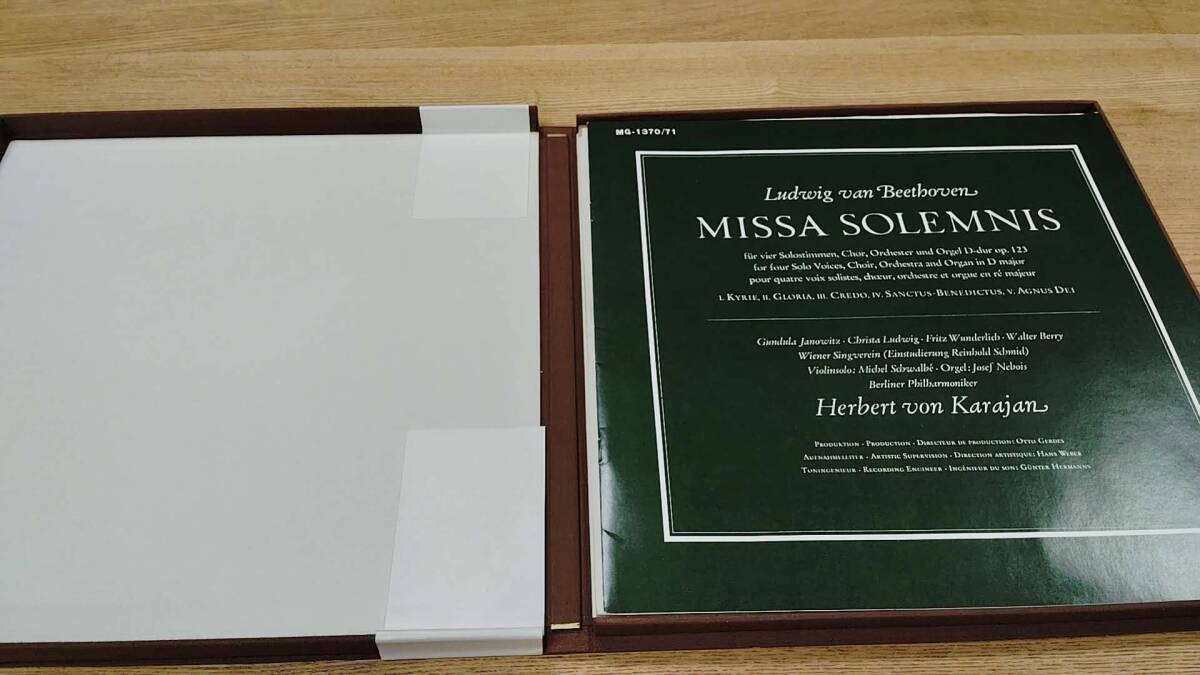 MG-1370/71
Ludwig van Beethoven
MISSA SOLEMNIS
für vier Solostimmen, Chor, Orchester und Orgel D-dur op. 123
for four Solo Voices, Choir, Orchestra and Organ in D major
pour quatre voix solistes, chœur, orchestre et orgue en ré majeur
I. KYRIE, II. GLORIA, III. CREDO, IV. SANCTUS-BENEDICTUS, V. AGNUS DEI
Gundula Janowitz · Christa Ludwig · Fritz Wunderlich · Walter Berry
Wiener Singverein (Einstudierung Reinhold Schmid)
Violinsolo: Michel Schwalbé · Orgel: Josef Nebois
Berliner Philharmoniker
Herbert von Karajan
PRODUKTION · PRODUCTION · DIRECTEUR DE PRODUCTION: OTTO GERDES
AUFNAHMELEITER · ARTISTIC SUPERVISION · DIRECTION ARTISTIQUE: HANS WEBER
TONINGENIEUR · RECORDING ENGINEER · INGÉNIEUR DU SON: GÜNTER HERMANNS